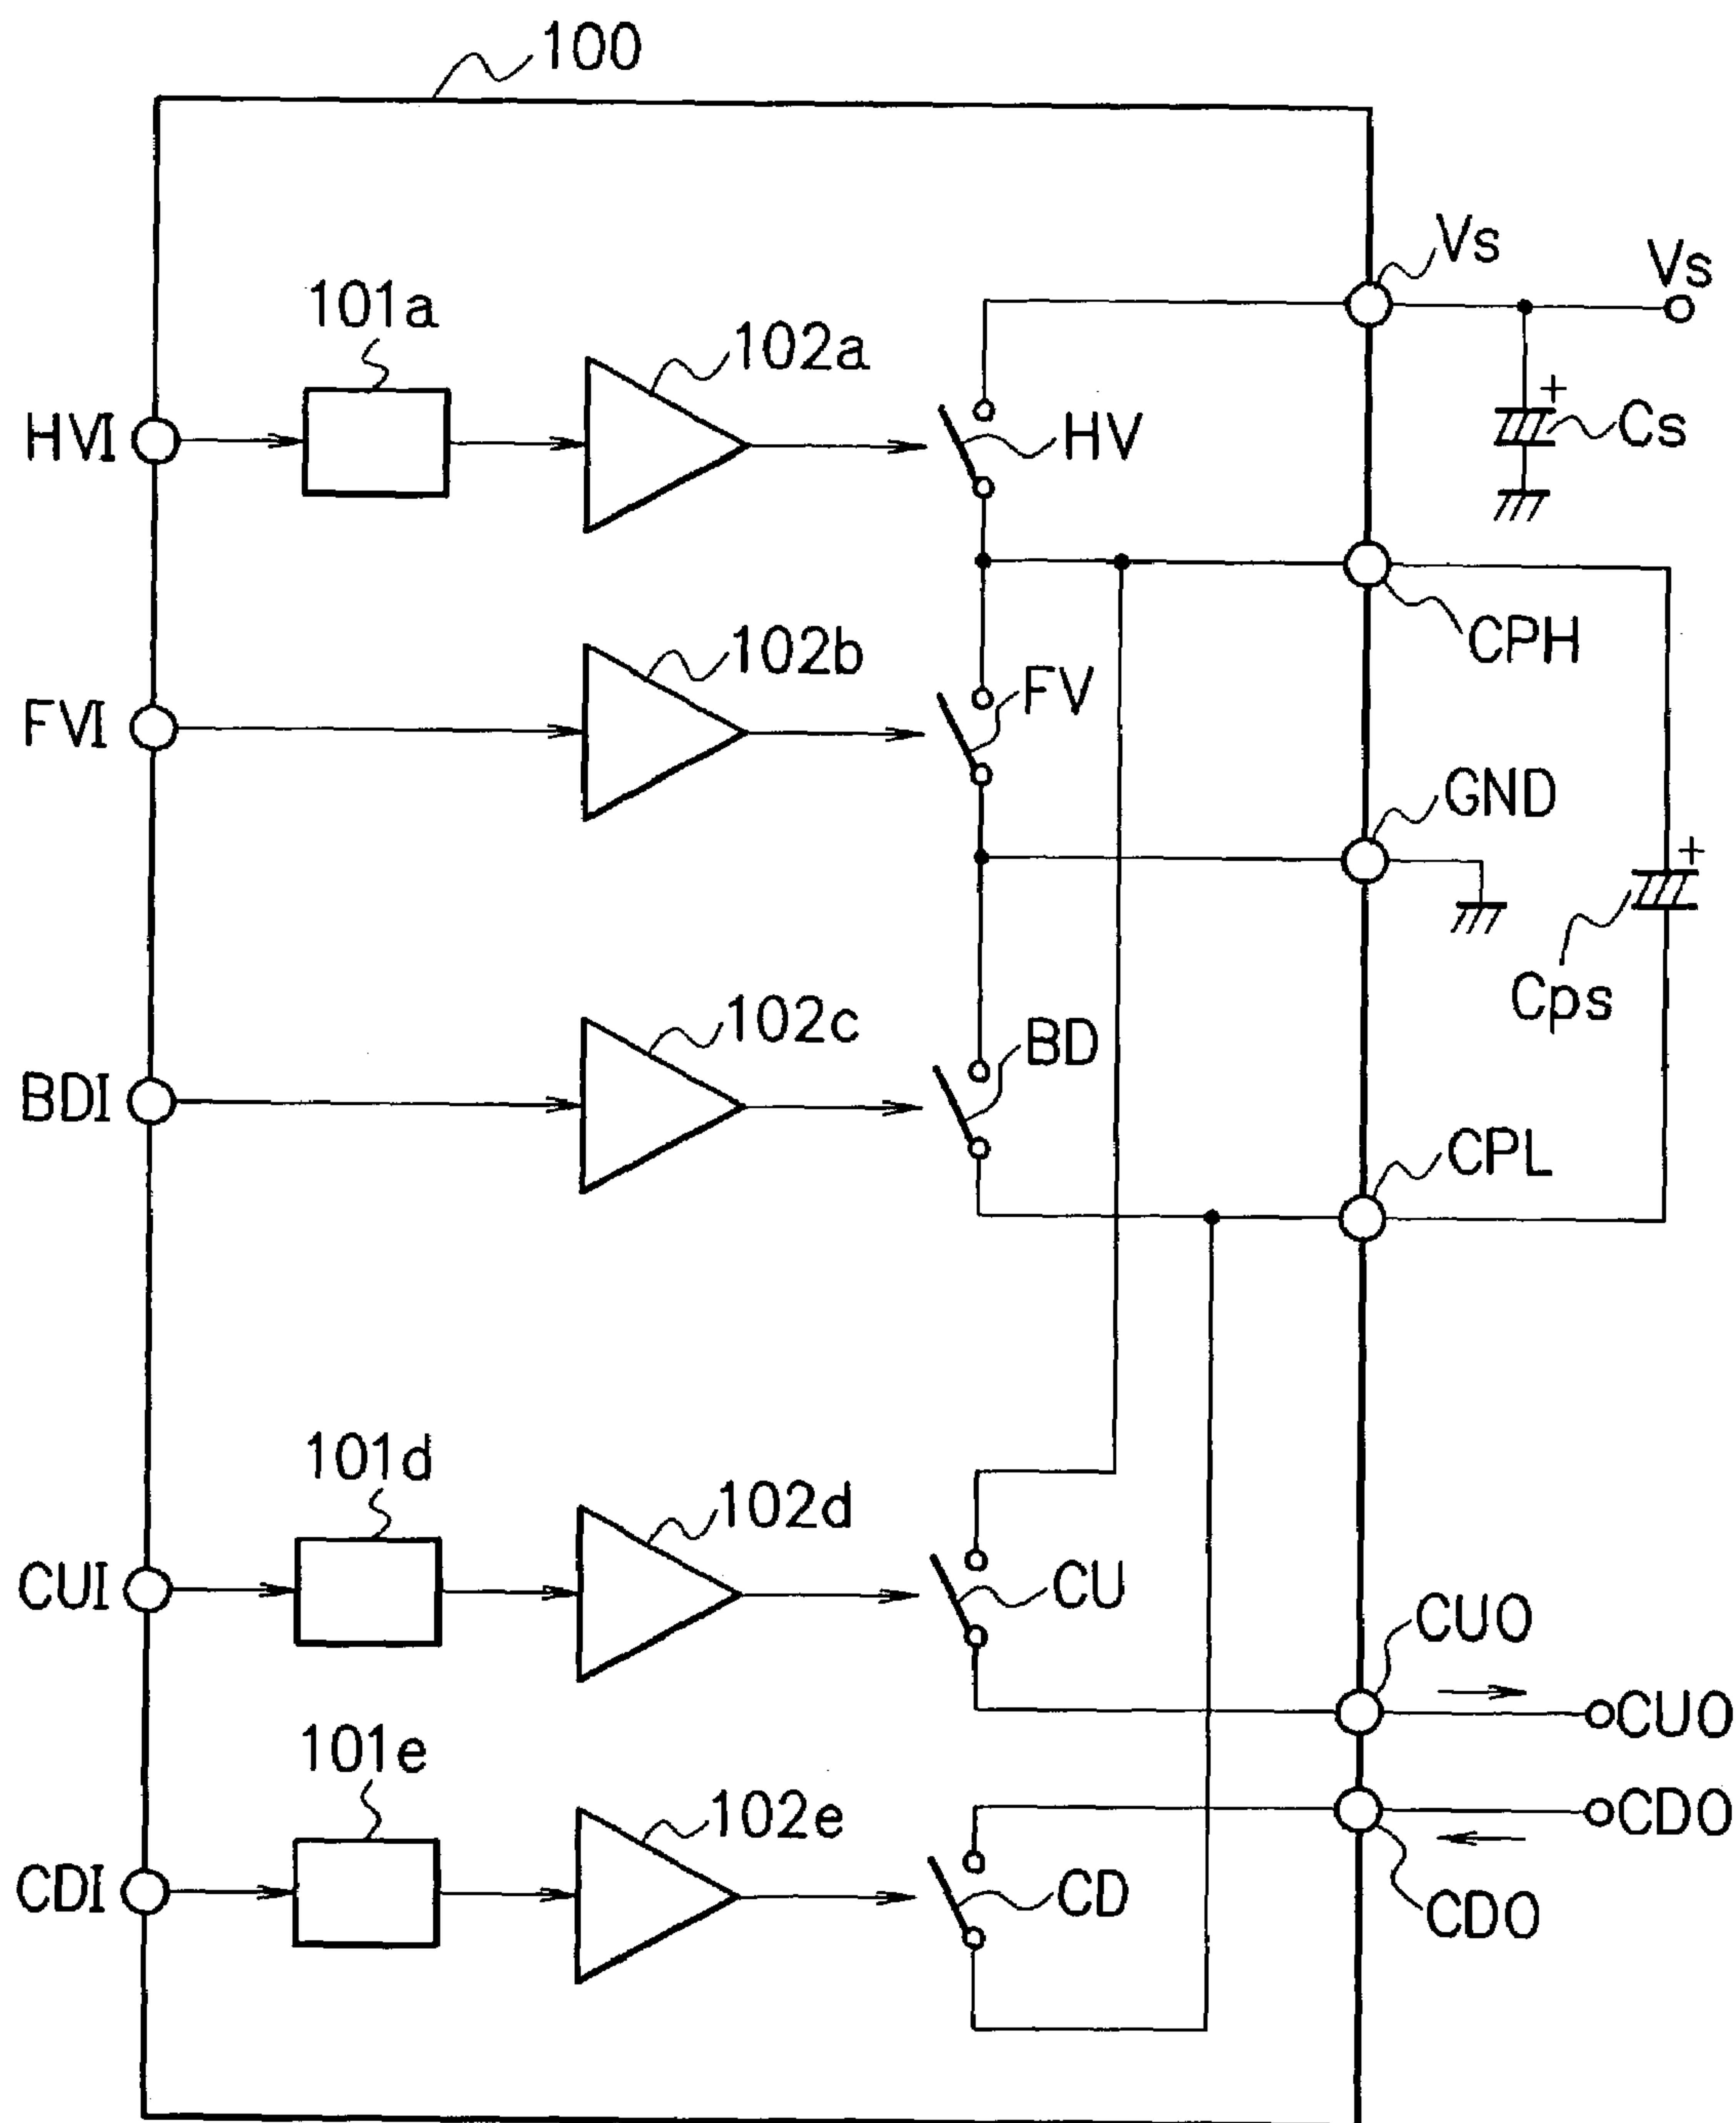 100
Vs
Vs
101a
102a
HVI
HV
+
Cs
CPH
102b
FVI
FV
GND
+
Cps
102c
BDI
BD
CPL
101d
102d
CUI
CU
CUO
CUO
101e
102e
CDO
CDI
CD
CDO